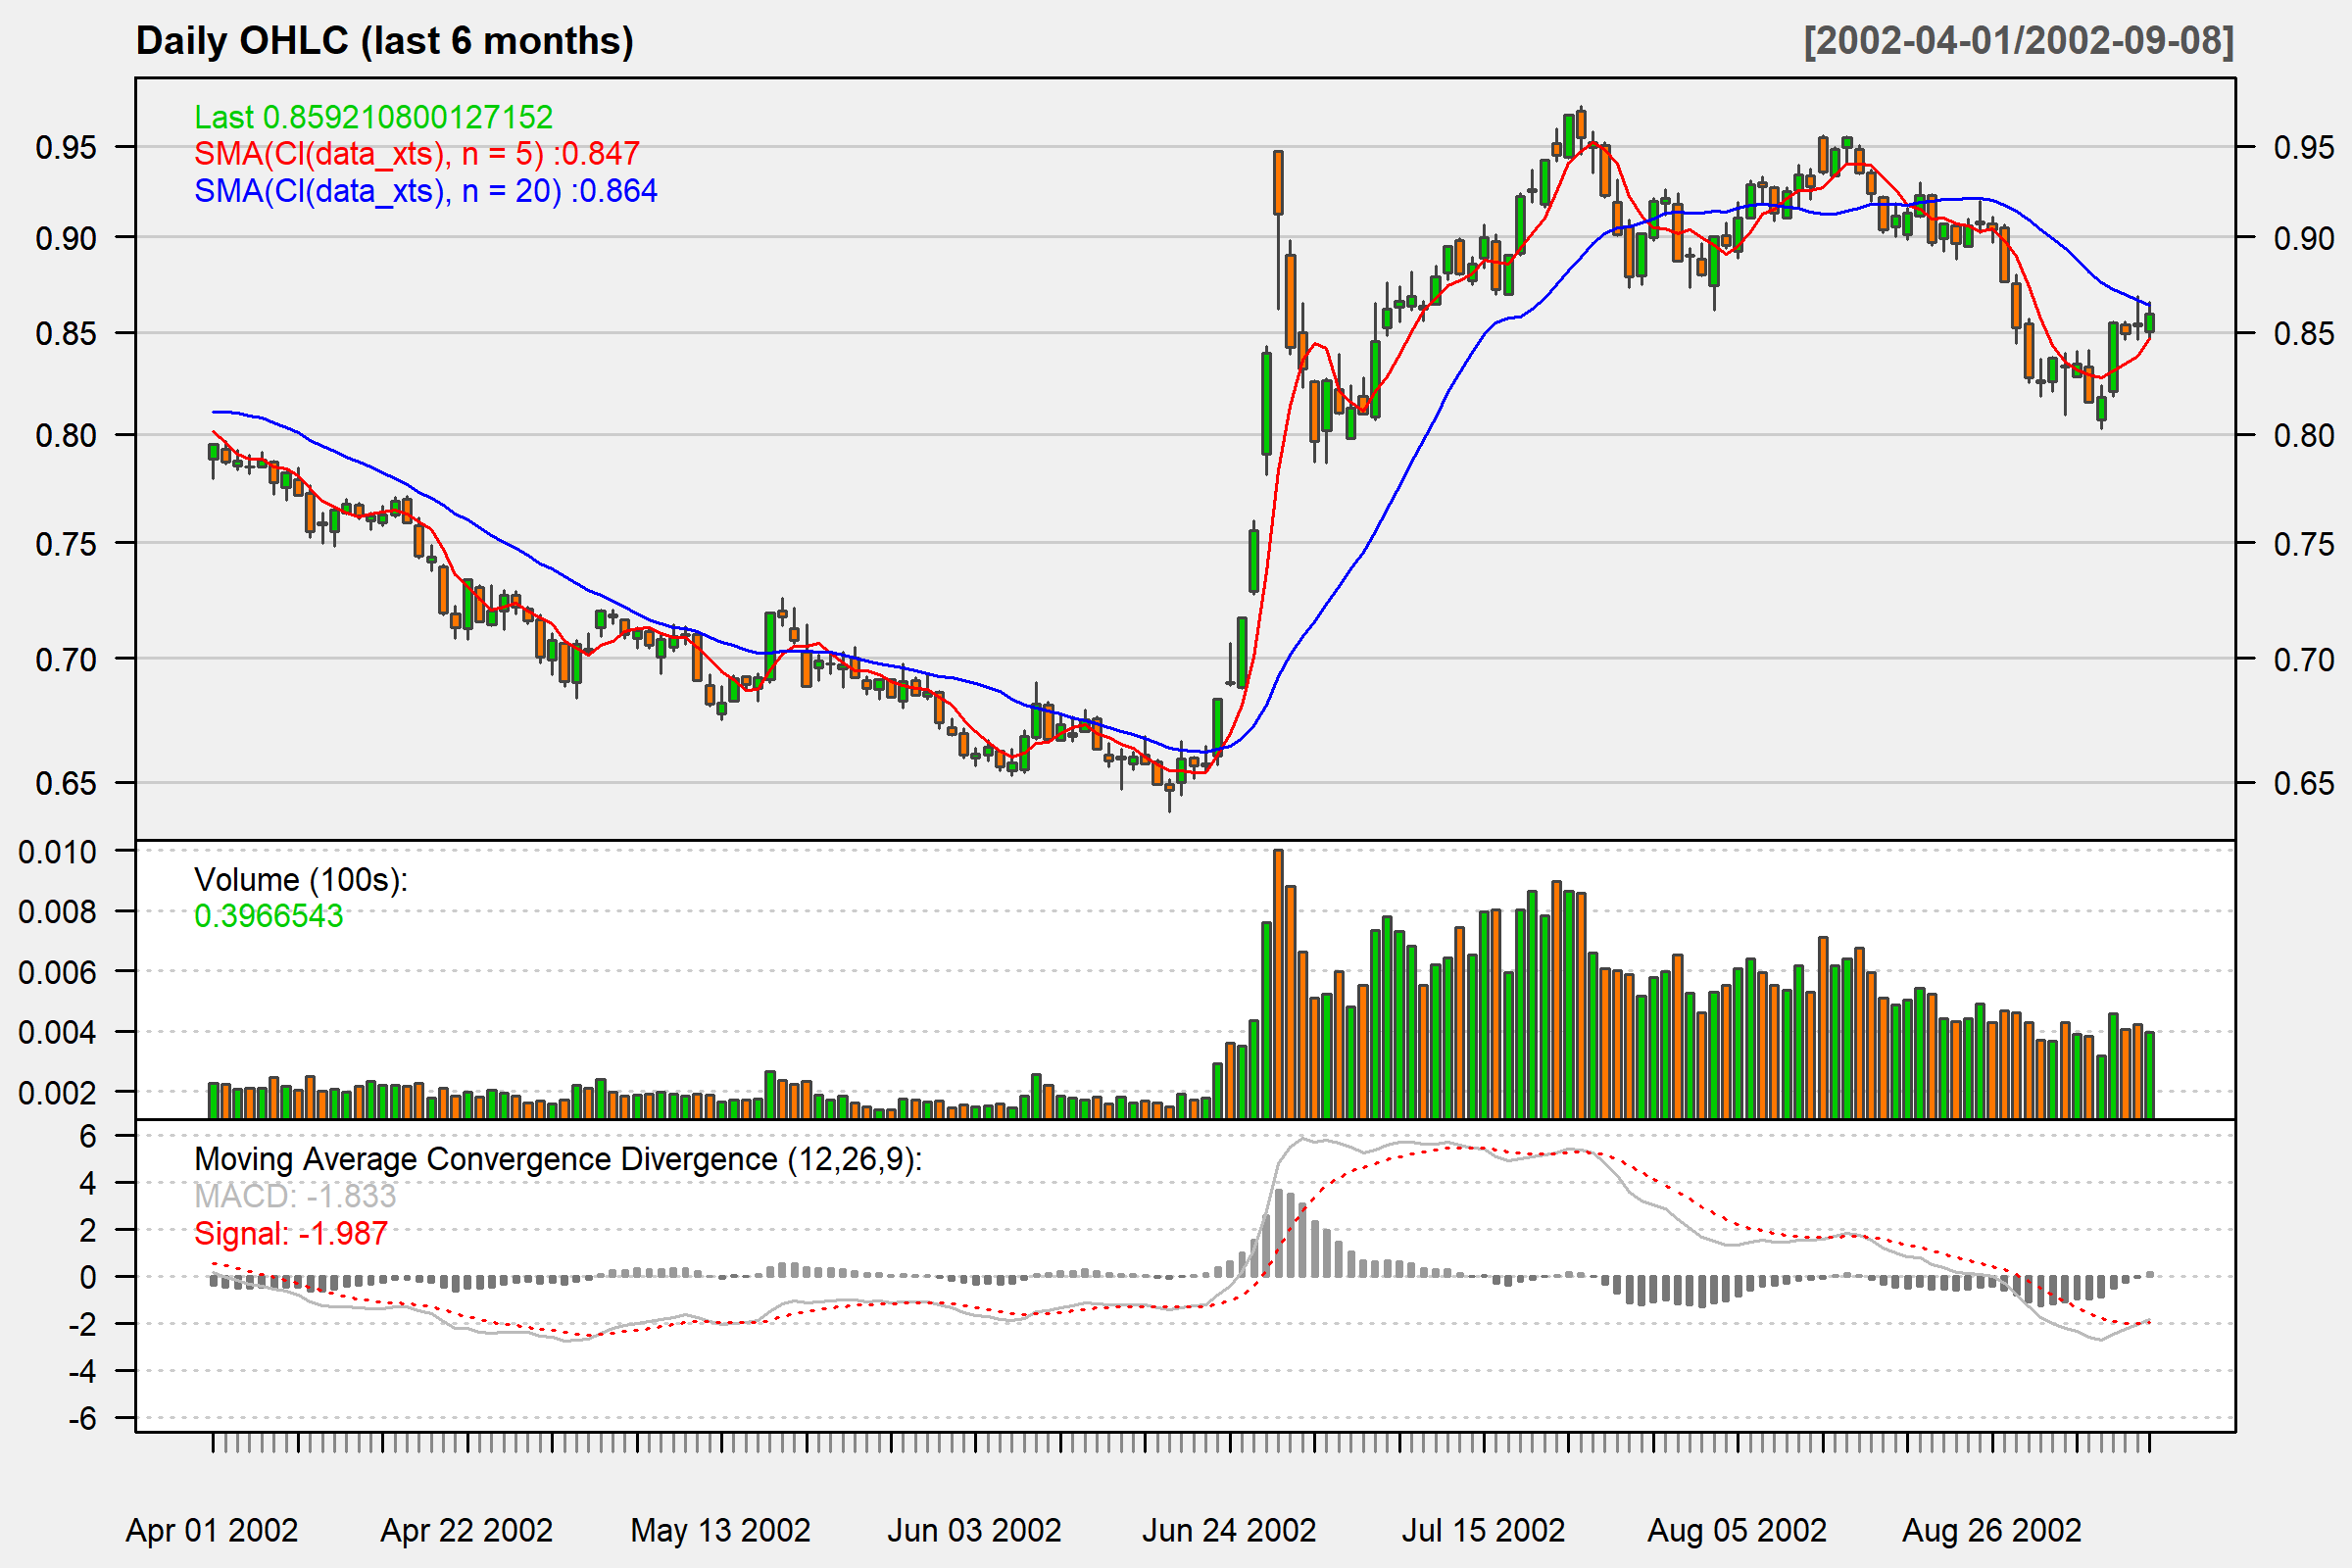 Daily OHLC (last 6 months) [2002-04-01/2002-09-08]
Last 0.859210800127152
SMA(Cl(data_xts), n = 5) :0.847
SMA(Cl(data_xts), n = 20) :0.864
0.95 0.95
0.90 0.90
0.85 0.85
0.80 0.80
0.75 0.75
0.70 0.70
0.65 0.65
0.010
Volume (100s):
0.3966543
0.008
0.006
0.004
0.002
6
Moving Average Convergence Divergence (12,26,9):
4
MACD: -1.833
2
Signal: -1.987
0
-2
-4
-6
Apr 01 2002 Apr 22 2002 May 13 2002 Jun 03 2002 Jun 24 2002 Jul 15 2002 Aug 05 2002 Aug 26 2002